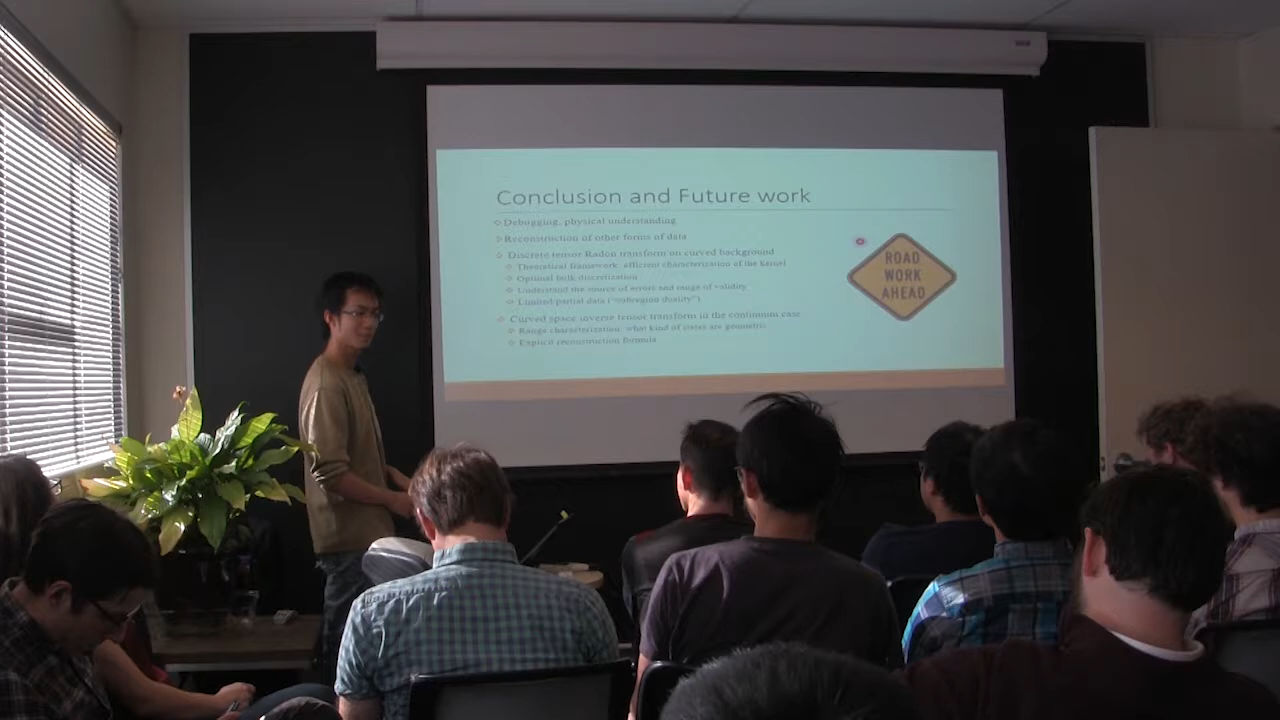 Conclusion and Future work
Debugging, physical understanding
Reconstruction of other forms of data
Discrete tensor Radon transform on curved background
Theoretical framework: efficient characterization of the kernel
Optimal bulk discretization
Understand the source of errors and range of validity
Limited/partial data ("subregion duality")
Curved space inverse tensor transform in the continuum case
Range characterization: what kind of states are geometric
Explicit reconstruction formula
ROAD
WORK
AHEAD